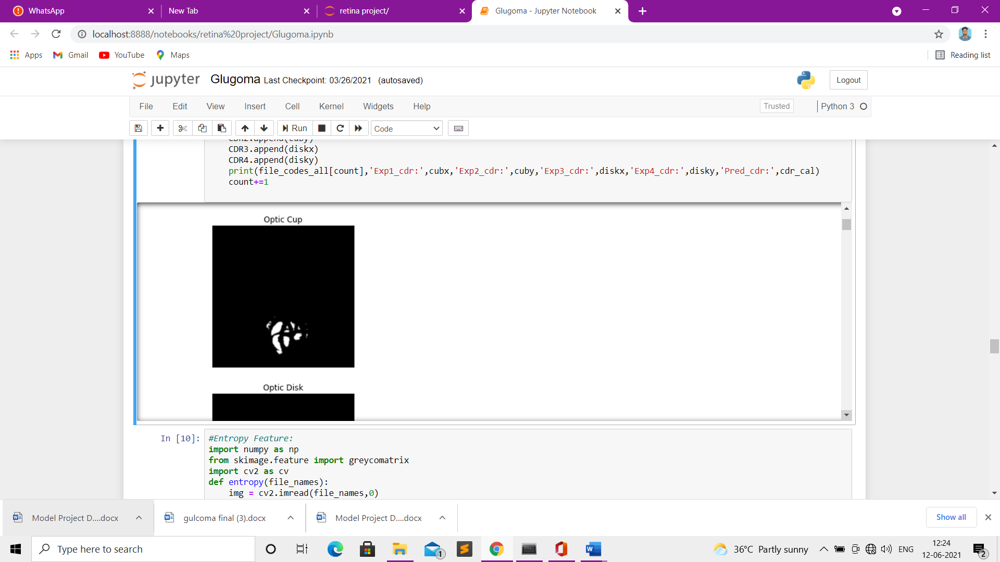 WhatsApp
New Tab
retina project/
Glugoma - Jupyter Notebook
localhost:8888/notebooks/retina%20project/Glugoma.ipynb
Apps
Gmail
YouTube
Maps
Reading list
jupyter
Glugoma Last Checkpoint: 03/26/2021 (autosaved)
Logout
File Edit View Insert Cell Kernel Widgets Help
Trusted
Python 3
Run
Code
CDR2.append(cuby)
CDR3.append(diskx)
CDR4.append(disky)
print(file_codes_all[count],'Exp1_cdr:',cubx,'Exp2_cdr:',cuby,'Exp3_cdr:',diskx,'Exp4_cdr:',disky,'Pred_cdr:',cdr_cal)
count+=1
Optic Cup
Optic Disk
In [10]:
#Entropy Feature:
import numpy as np
from skimage.feature import greycomatrix
import cv2 as cv
def entropy(file_names):
img = cv2.imread(file_names,0)
Model Project D....docx
gulcoma final (3).docx
Model Project D....docx
Show all
Type here to search
1
36°C Partly sunny
ENG
12:24
12-06-2021
2